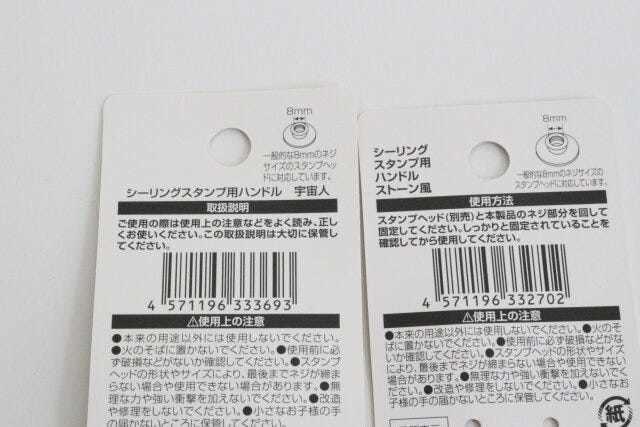 8mm
一般的な8mmのネジ
サイズのスタンプヘッ
ドに対応しています。
シーリングスタンプ用ハンドル 宇宙人
取扱説明
ご使用の際は使用上の注意などをよく読み、正し
くお使いください。この取扱説明は大切に保管し
てください。
4 571196 333693
⚠使用上の注意
●本来の用途以外には使用しないでください。
●火のそばに置かないでください。●使用前に必
ず破損などがないか確認してください。●スタンプ
ヘッドの形状やサイズにより、最後までネジが締ま
らない場合や使用できない場合があります。●無
理な力や強い衝撃を加えないでください。●改造
や修理をしないでください。●小さなお子様の手
の届かないところに保管してください。
8mm
一般的な8mmのネジサイズの
スタンプヘッドに対応しています。
シーリング
スタンプ用
ハンドル
ストーン風
使用方法
スタンプヘッド(別売)と本製品のネジ部分を回して
固定してください。しっかりと固定されていることを
確認してから使用してください。
4 571196 332702
⚠使用上の注意
●本来の用途以外には使用しないでください。●火の
そばに置かないでください。●使用前に必ず破損などがな
いか確認してください。●スタンプヘッドの形状やサイズ
により、最後までネジが締まらない場合や使用できない場
合があります。●無理な力や強い衝撃を加えないでくだ
さい。●改造や修理をしないでください。●小さなお子
様の手の届かないところに保管してください。
紙